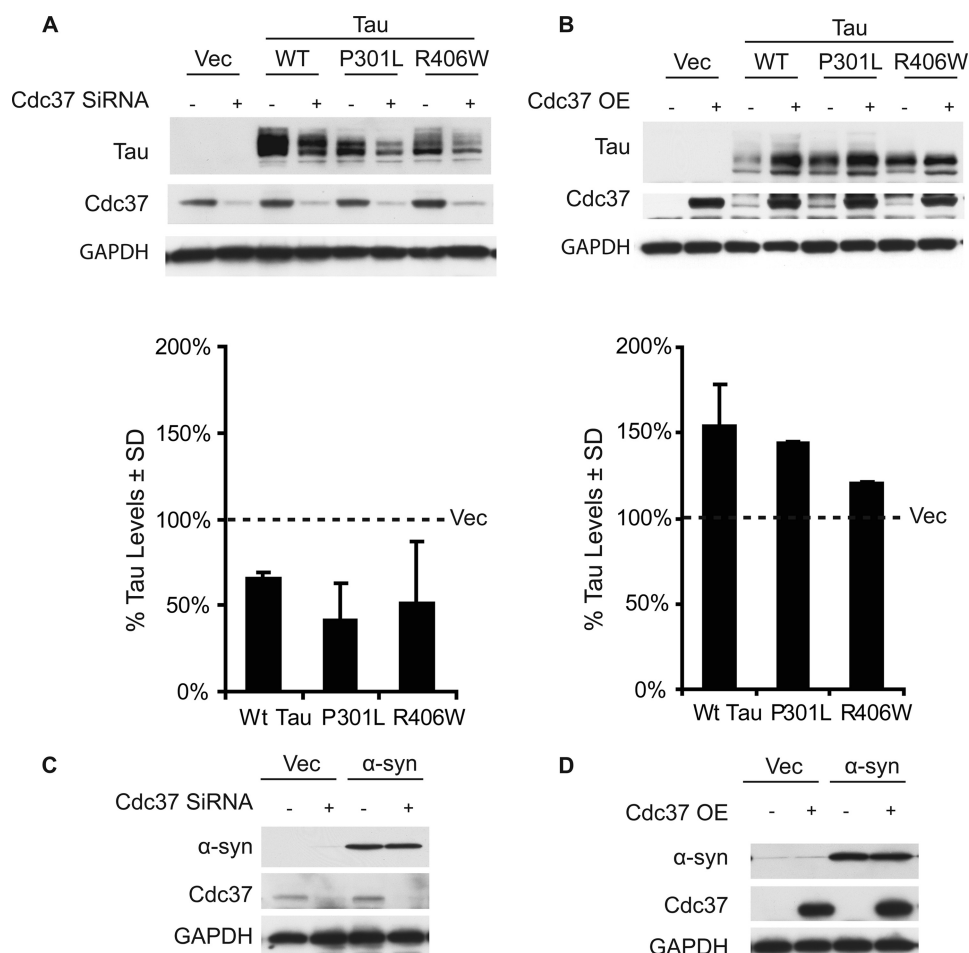 A
Tau
Vec WT P301L R406W
Cdc37 SiRNA - + - + - + - +
Tau
Cdc37
GAPDH
200%
150%
100%
50%
0%
% Tau Levels ± SD
Vec
Wt Tau P301L R406W
B
Tau
Vec WT P301L R406W
Cdc37 OE - + - + - + - +
Tau
Cdc37
GAPDH
200%
150%
100%
50%
0%
% Tau Levels ± SD
Vec
Wt Tau P301L R406W
C
Vec α-syn
Cdc37 SiRNA - + - +
α-syn
Cdc37
GAPDH
D
Vec α-syn
Cdc37 OE - + - +
α-syn
Cdc37
GAPDH